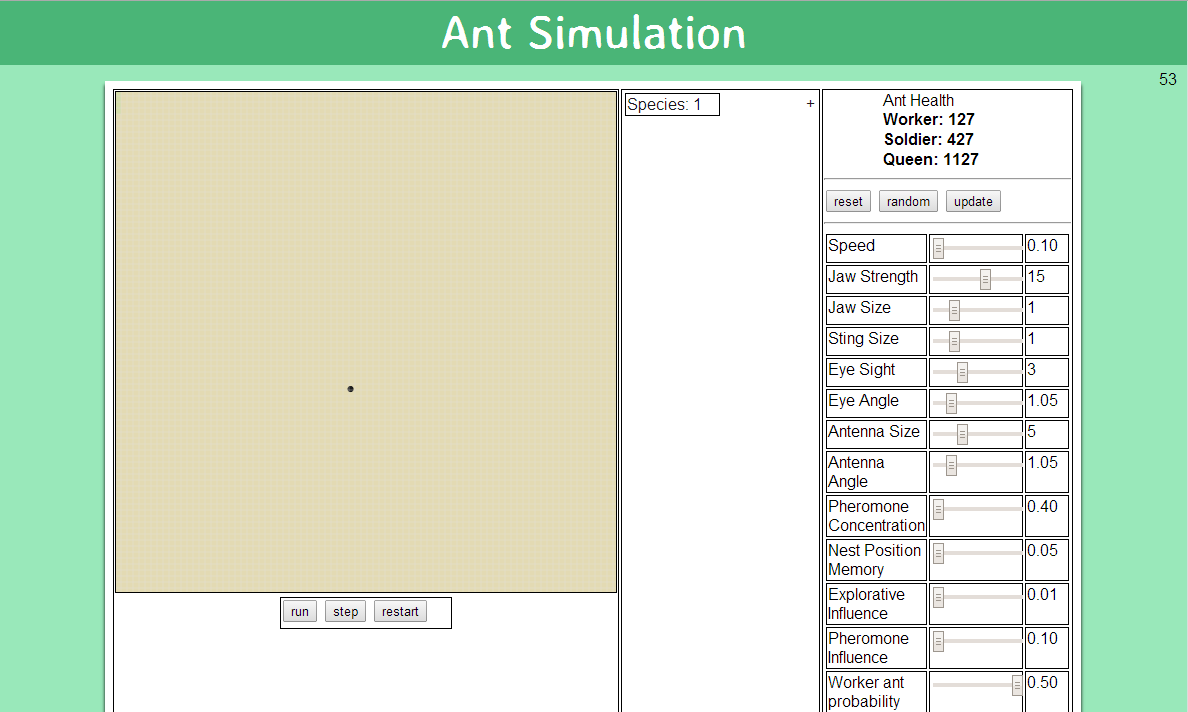 Ant Simulation
53
Species: 1
+
Ant Health
Worker: 127
Soldier: 427
Queen: 1127
reset random update
Speed 0.10
Jaw Strength 15
Jaw Size 1
Sting Size 1
Eye Sight 3
Eye Angle 1.05
Antenna Size 5
Antenna 1.05
Angle
Pheromone 0.40
Concentration
Nest Position 0.05
Memory
Explorative 0.01
Influence
Pheromone 0.10
Influence
Worker ant 0.50
probability
run step restart